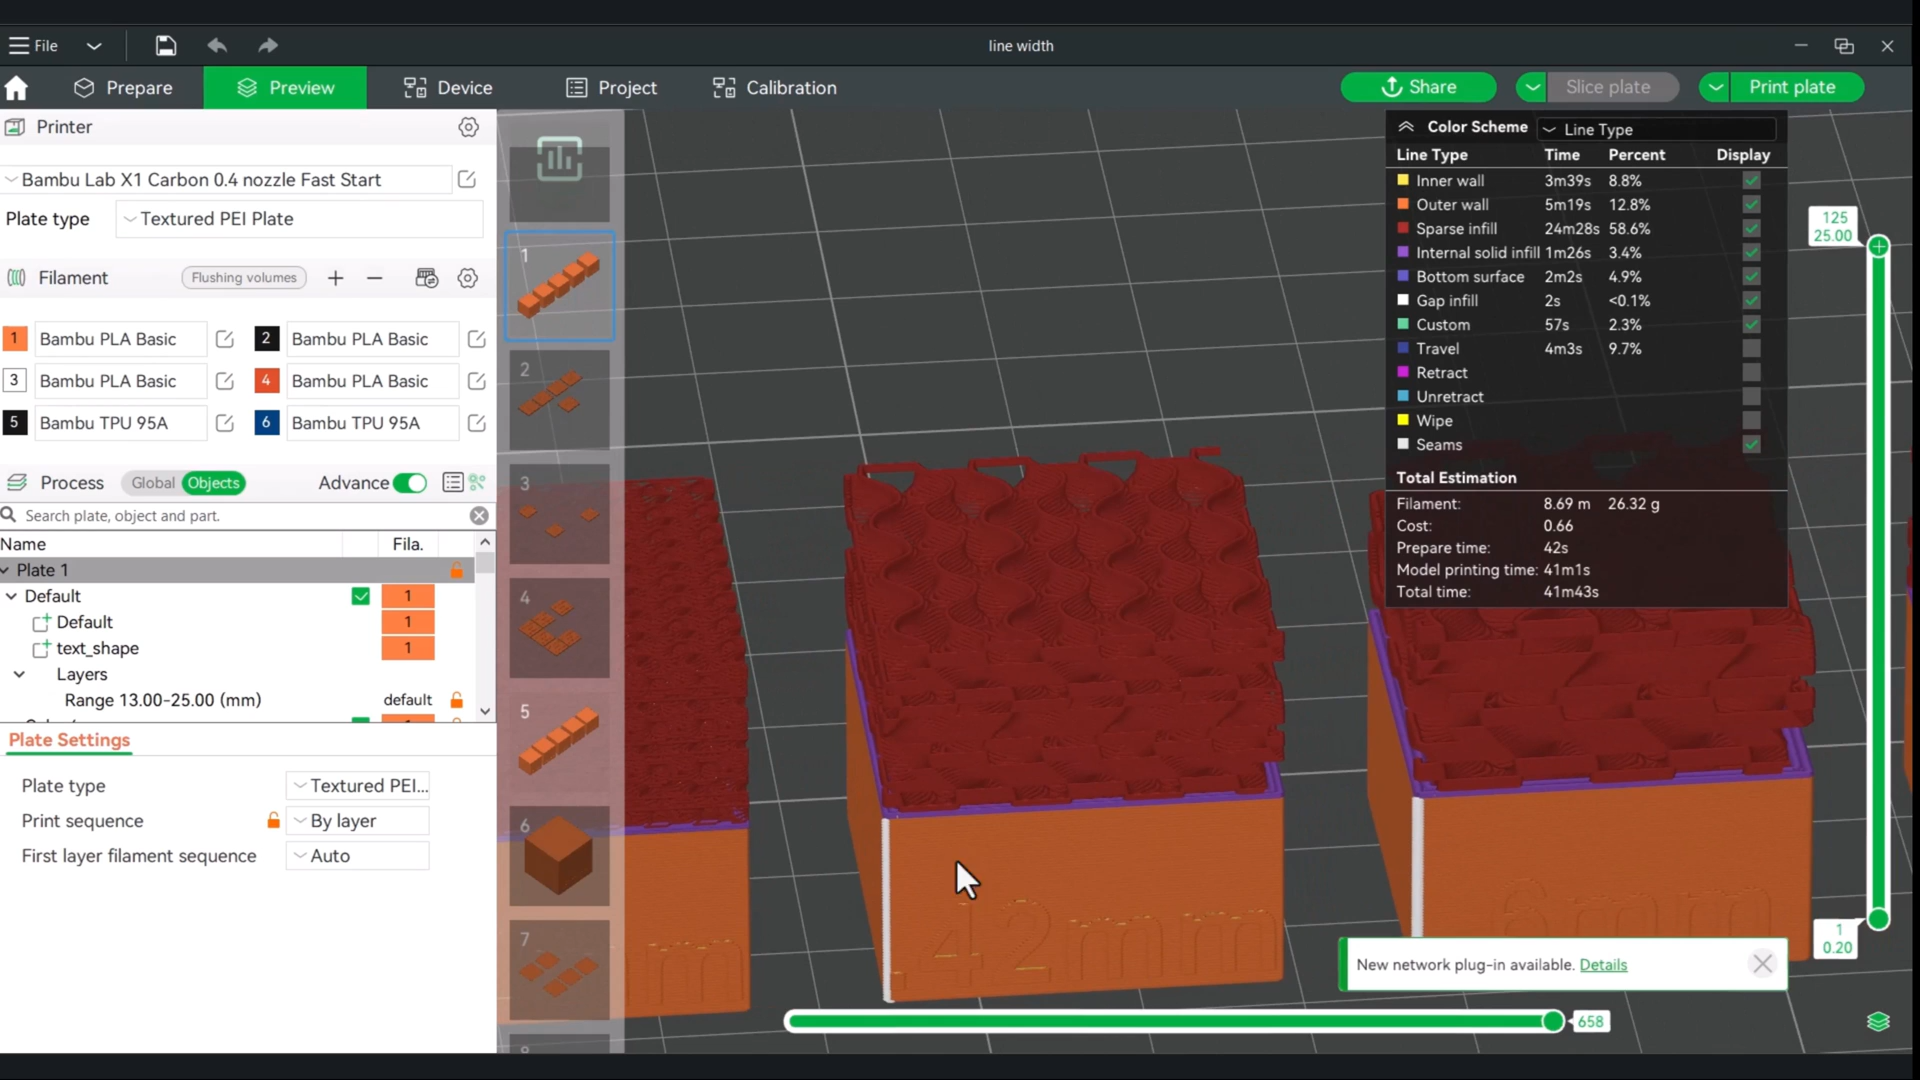 File
line width
Prepare
Preview
Device
Project
Calibration
Share
Slice plate
Print plate
Printer
Bambu Lab X1 Carbon 0.4 nozzle Fast Start
Plate type
Textured PEI Plate
Filament
Flushing volumes
1 Bambu PLA Basic
2 Bambu PLA Basic
3 Bambu PLA Basic
4 Bambu PLA Basic
5 Bambu TPU 95A
6 Bambu TPU 95A
Process
Global
Objects
Advance
Search plate, object and part.
Name
Fila.
Plate 1
Default 1
Default 1
text_shape 1
Layers
Range 13.00-25.00 (mm) default
Plate Settings
Plate type
Textured PEI...
Print sequence
By layer
First layer filament sequence
Auto
1
2
3
4
5
6
7
Color Scheme
Line Type
Line Type Time Percent Display
Inner wall 3m39s 8.8%
Outer wall 5m19s 12.8%
Sparse infill 24m28s 58.6%
Internal solid infill 1m26s 3.4%
Bottom surface 2m2s 4.9%
Gap infill 2s <0.1%
Custom 57s 2.3%
Travel 4m3s 9.7%
Retract
Unretract
Wipe
Seams
Total Estimation
Filament: 8.69 m 26.32 g
Cost: 0.66
Prepare time: 42s
Model printing time: 41m1s
Total time: 41m43s
125
25.00
1
0.20
.42mm
6mm
New network plug-in available. Details
658